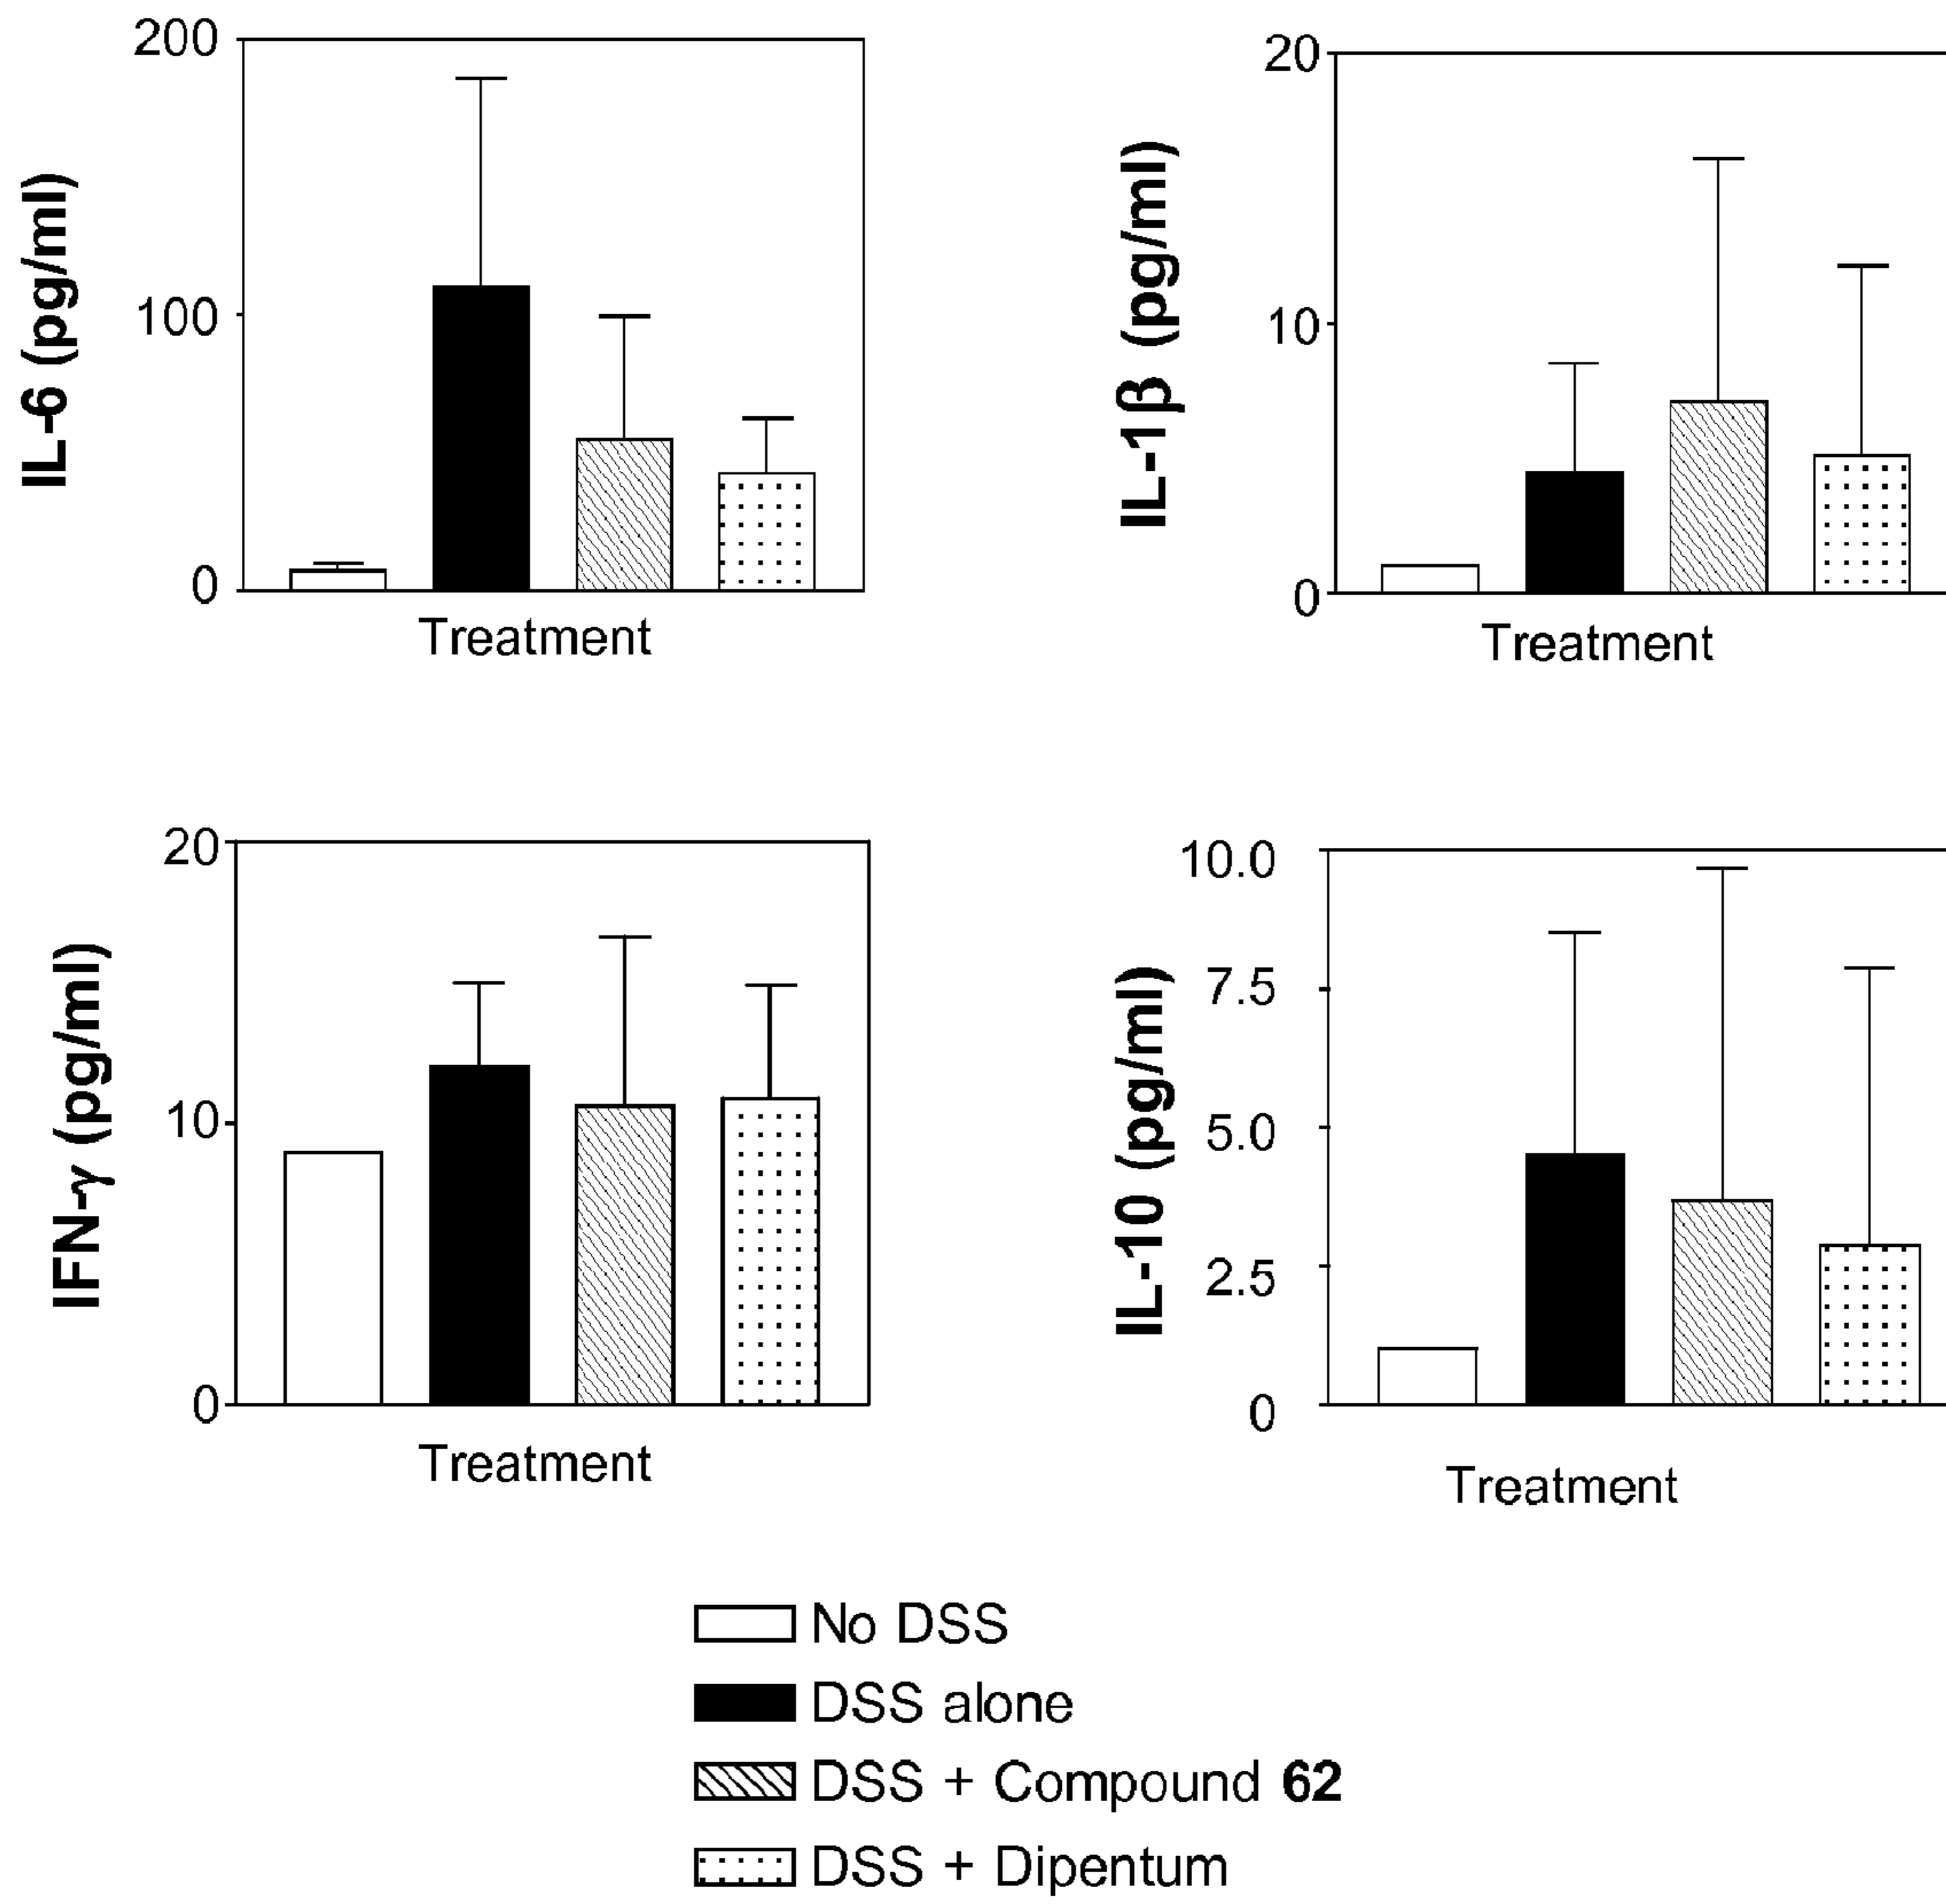 IL-6 (pg/ml)
200
100
0
Treatment
IL-1β (pg/ml)
20
10
0
Treatment
IFN-γ (pg/ml)
20
10
0
Treatment
IL-10 (pg/ml)
10.0
7.5
5.0
2.5
0
Treatment
No DSS
DSS alone
DSS + Compound 62
DSS + Dipentum